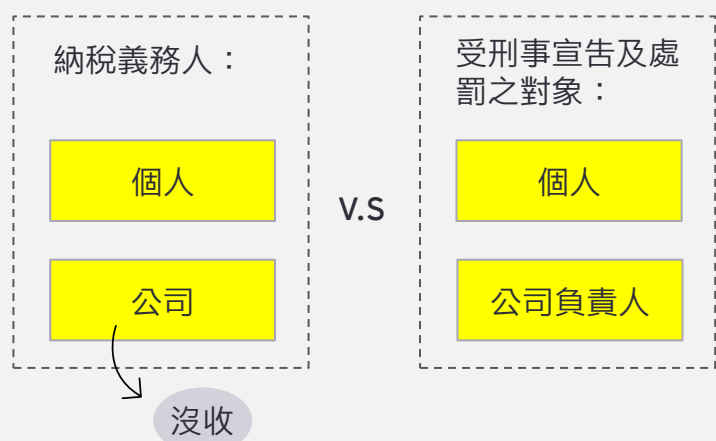 納稅義務人：
個人
公司
沒收
V.S
受刑事宣告及處
罰之對象：
個人
公司負責人